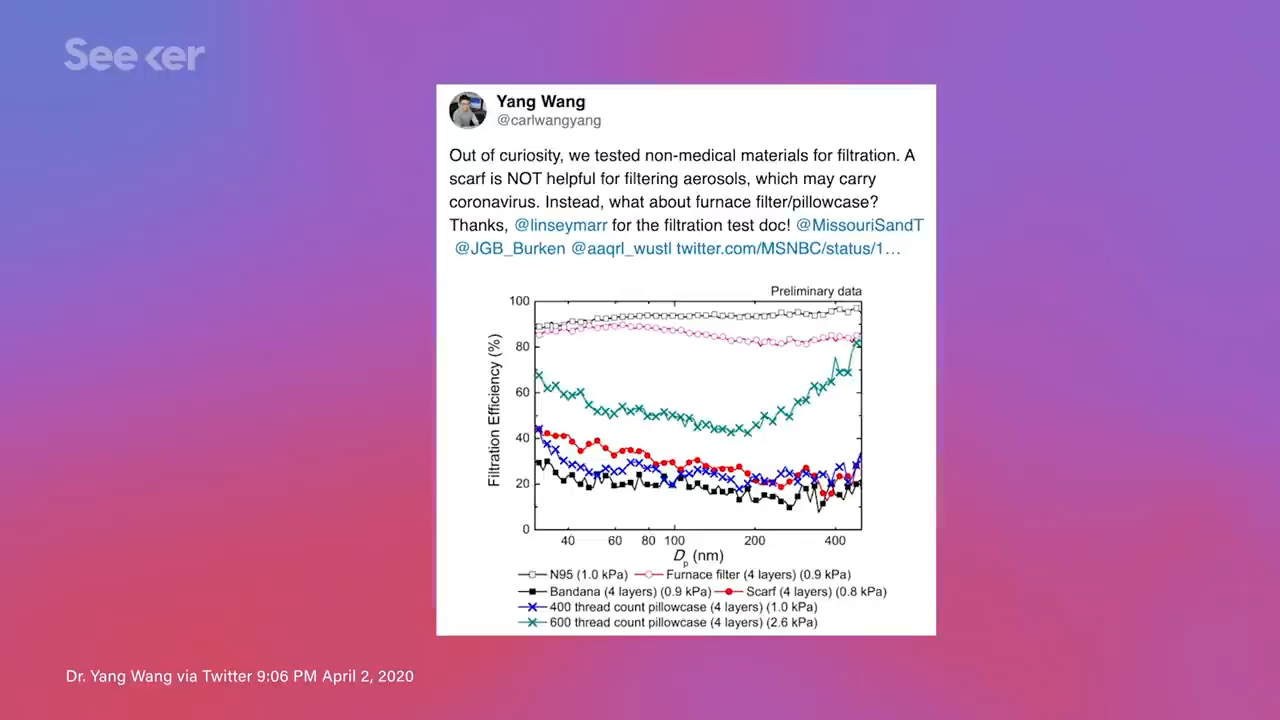 Seeker
Yang Wang
@carlwangyang
Out of curiosity, we tested non-medical materials for filtration. A
scarf is NOT helpful for filtering aerosols, which may carry
coronavirus. Instead, what about furnace filter/pillowcase?
Thanks, @linseymarr for the filtration test doc! @MissouriSandT
@JGB_Burken @aaqrl_wustl twitter.com/MSNBC/status/1…
Preliminary data
Filtration Efficiency (%)
100
80
60
40
20
0
40 60 80 100 200 400
Dp (nm)
N95 (1.0 kPa) Furnace filter (4 layers) (0.9 kPa)
Bandana (4 layers) (0.9 kPa) Scarf (4 layers) (0.8 kPa)
400 thread count pillowcase (4 layers) (1.0 kPa)
600 thread count pillowcase (4 layers) (2.6 kPa)
Dr. Yang Wang via Twitter 9:06 PM April 2, 2020